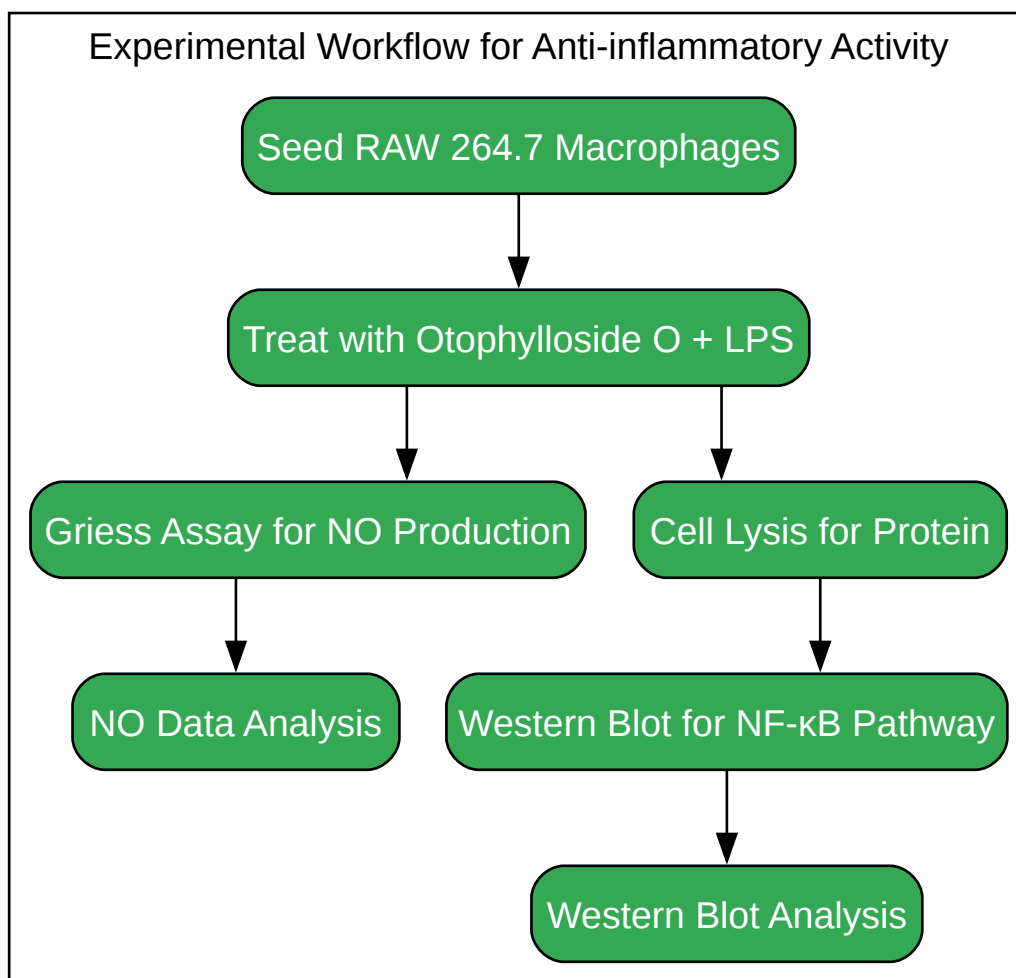 Experimental Workflow for Anti-inflammatory Activity
Seed RAW 264.7 Macrophages
Treat with Otophylloside O + LPS
Griess Assay for NO Production
Cell Lysis for Protein
NO Data Analysis
Western Blot for NF-κB Pathway
Western Blot Analysis